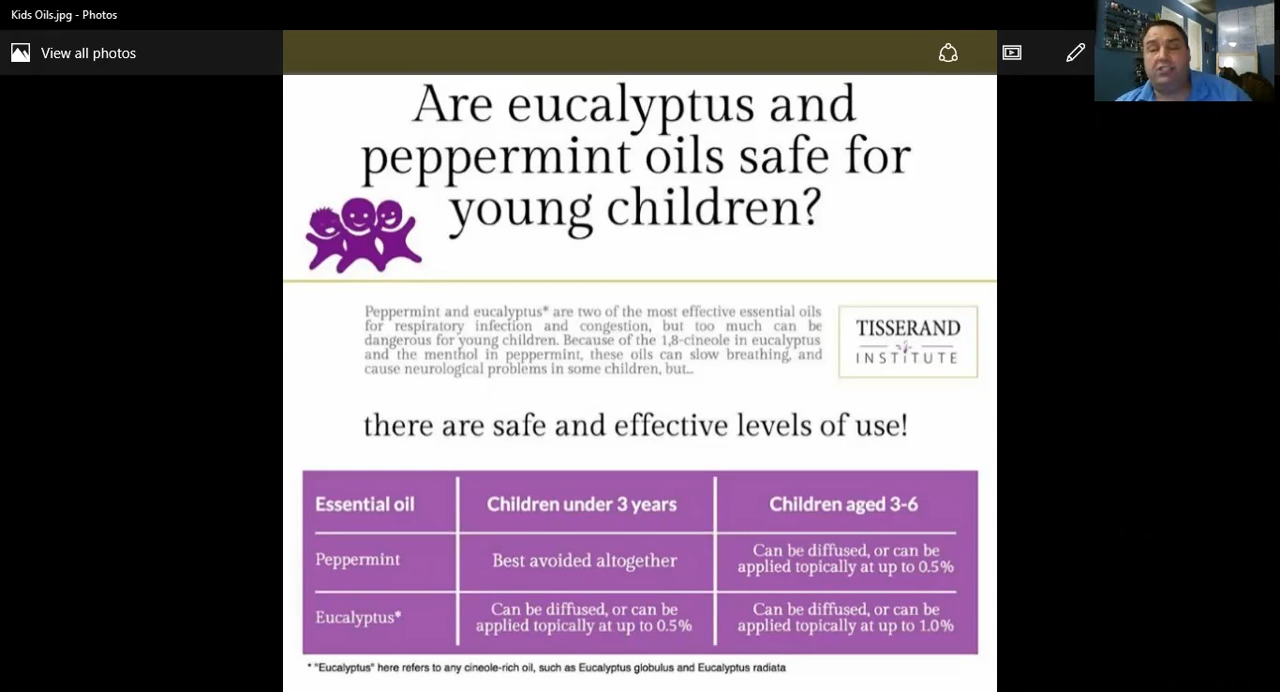 Kids Oils.jpg - Photos
View all photos
Are eucalyptus and
peppermint oils safe for
young children?
Peppermint and eucalyptus* are two of the most effective essential oils
for respiratory infection and congestion, but too much can be
dangerous for young children. Because of the 1,8-cineole in eucalyptus
and the menthol in peppermint, these oils can slow breathing, and
cause neurological problems in some children, but...
TISSERAND
INSTITUTE
there are safe and effective levels of use!
Essential oil
Children under 3 years
Children aged 3-6
Peppermint
Best avoided altogether
Can be diffused, or can be
applied topically at up to 0.5%
Eucalyptus*
Can be diffused, or can be
applied topically at up to 0.5%
Can be diffused, or can be
applied topically at up to 1.0%
* "Eucalyptus" here refers to any cineole-rich oil, such as Eucalyptus globulus and Eucalyptus radiata